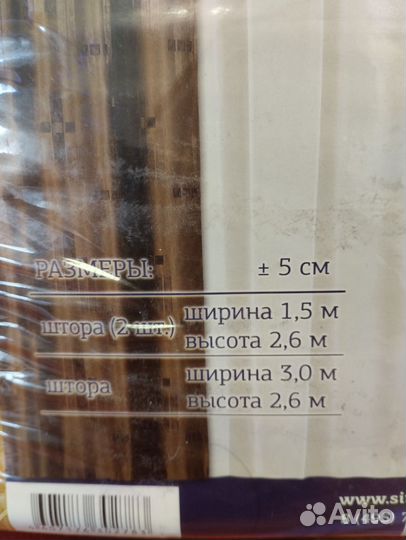 РАЗМЕРЫ: ± 5 см
штора (2 шт.) ширина 1,5 м
высота 2,6 м
штора ширина 3,0 м
высота 2,6 м
www.si
Avito